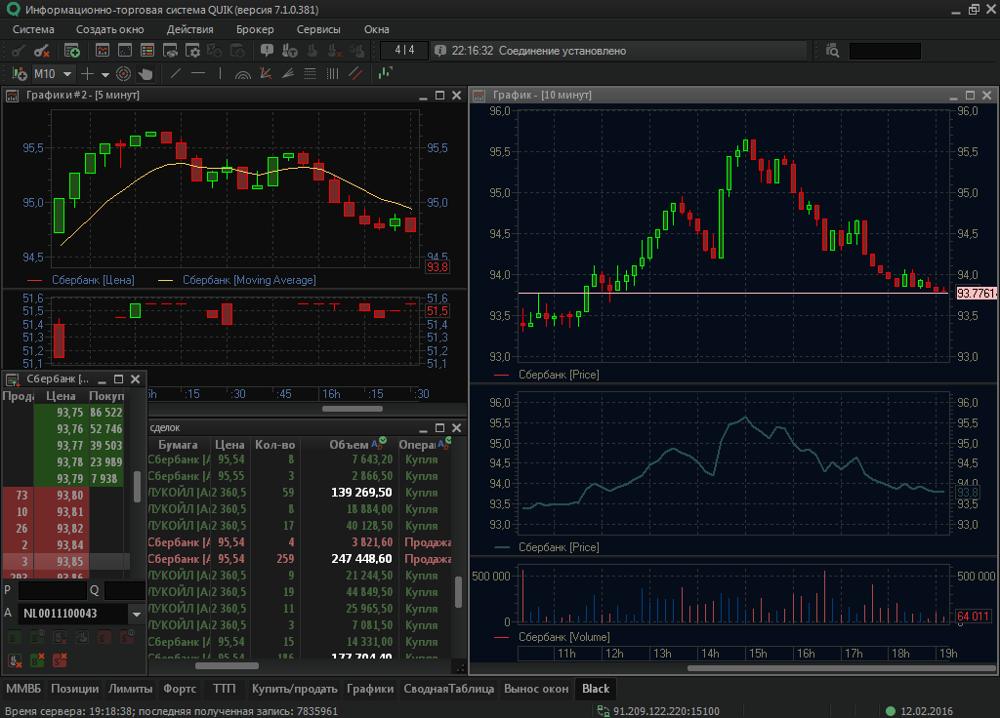 Информационно-торговая система QUIK (версия 7.1.0.381)
Система Создать окно Действия Брокер Сервисы Окна
4|4 22:16:32 Соединение установлено
M10
Графики #2 - [5 минут]
95,5 95,5
95,0 95,0
94,5 94,5
93,8
Сбербанк [Цена] Сбербанк [Moving Average]
51,6 51,6
51,5 51,5
51,4 51,4
51,3 51,3
51,2 51,2
51,1 51,1
:15 :30 :45 16h :15 :30
График - [10 минут]
96,0 96,0
95,5 95,5
95,0 95,0
94,5 94,5
94,0 94,0
93.7761
93,5 93,5
93,0 93,0
Сбербанк [Price]
96,0 96,0
95,5 95,5
95,0 95,0
94,5 94,5
94,0 94,0
93,8
93,5 93,5
93,0 93,0
Сбербанк [Price]
500 000 500 000
0 64 011
Сбербанк [Volume]
11h 12h 13h 14h 15h 16h 17h 18h 19h
Сбербанк [...
Прода Цена Покуп
93,75 86 522
93,76 52 746
93,77 39 503
93,78 23 989
93,79 7 938
73 93,80
10 93,81
26 93,82
2 93,84
3 93,85
203 93,86
P Q
A NL0011100043
сделок
Бумага Цена Кол-во Объем Операц
Сбербанк |А 95,54 8 7 643,20 Купля
Сбербанк |А 95,55 3 2 866,50 Купля
ЛУКОЙЛ |А 2 360,5 59 139 269,50 Купля
ЛУКОЙЛ |А 2 360,5 8 18 884,00 Купля
ЛУКОЙЛ |А 2 360,5 17 40 128,50 Купля
Сбербанк |А 95,54 4 3 821,60 Продажа
Сбербанк |А 95,54 259 247 448,60 Продажа
ЛУКОЙЛ |А 2 360,5 9 21 244,50 Купля
ЛУКОЙЛ |А 2 360,5 19 44 849,50 Купля
ЛУКОЙЛ |А 2 360,5 11 25 965,50 Купля
ЛУКОЙЛ |А 2 360,5 3 7 081,50 Купля
Сбербанк |А 95,54 15 14 331,00 Купля
Сбербанк |А 95,54 186 177 704,40 Купля
ММВБ Позиции Лимиты Фортс ТТП Купить/продать Графики СводнаяТаблица Вынос окон Black
Время сервера: 19:18:38; последняя полученная запись: 7835961 91.209.122.220:15100 12.02.2016